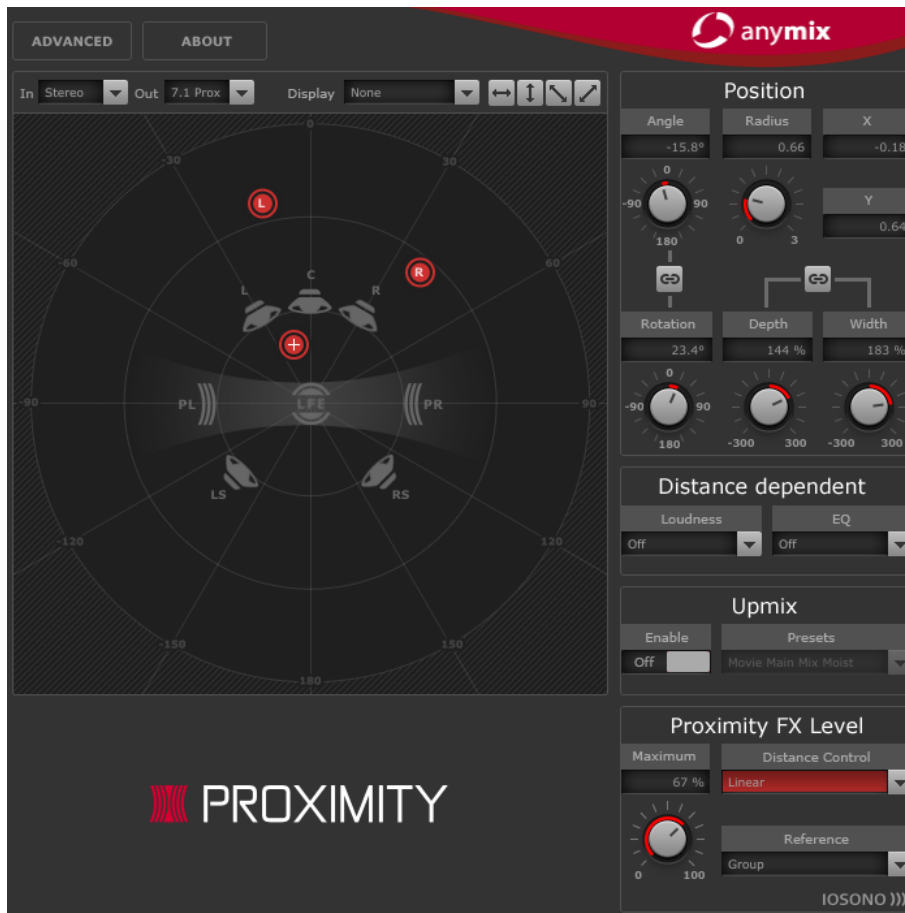 ADVANCED ABOUT anymix
In Stereo Out 7.1 Prox Display None
0
-30 30
-60 60
-90 90
-120 120
-150 150
180
L
R
L C R
PL LFE PR
LS RS
PROXIMITY
Position
Angle Radius X
-15.8° 0.66 -0.18
0
-90 90
180
0 3
Y
0.64
Rotation Depth Width
23.4° 144 % 183 %
0
-90 90
180
-300 300 -300 300
Distance dependent
Loudness EQ
Off Off
Upmix
Enable Presets
Off Movie Main Mix Moist
Proximity FX Level
Maximum Distance Control
67 % Linear
0 100
Reference
Group
IOSONO